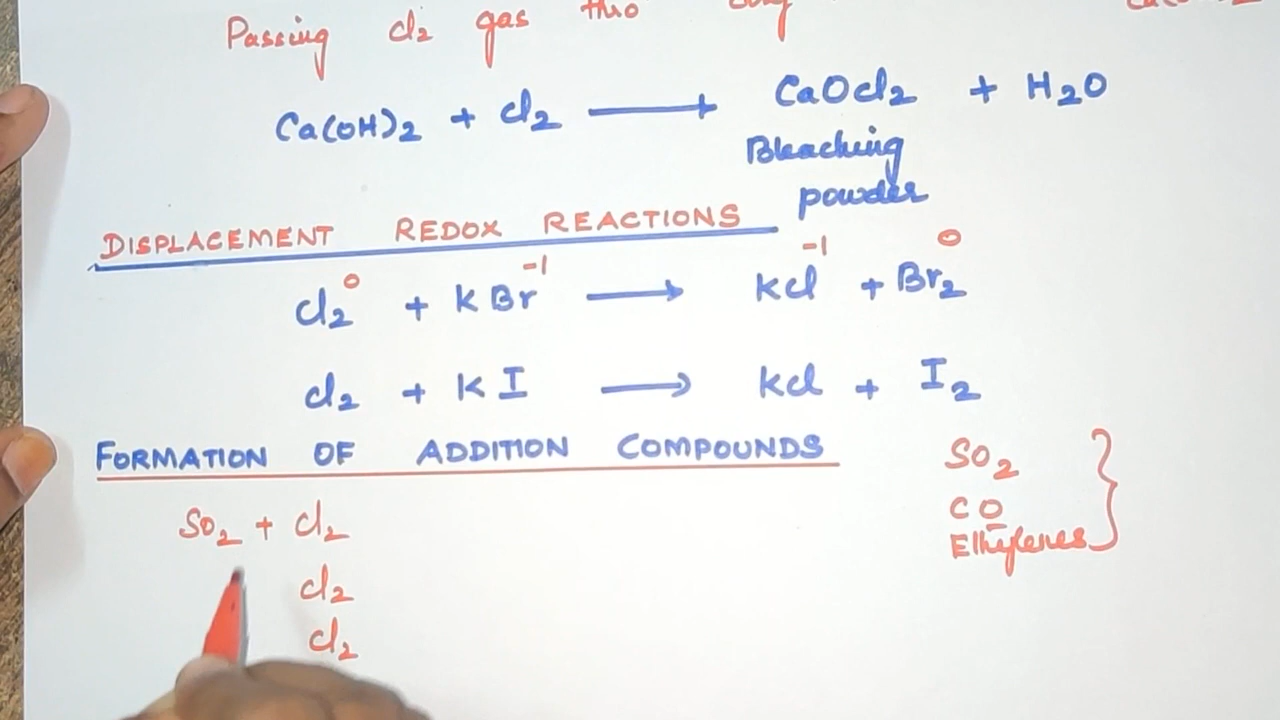 Passing Cl2 gas thro
Ca(OH)2 + Cl2 ⟶ CaOCl2 + H2O
Bleaching
powder
DISPLACEMENT REDOX REACTIONS
0 -1 -1 0
Cl2 + KBr ⟶ KCl + Br2
Cl2 + KI ⟶ KCl + I2
FORMATION OF ADDITION COMPOUNDS
SO2
CO
Ethylenes
SO2 + Cl2
Cl2
Cl2